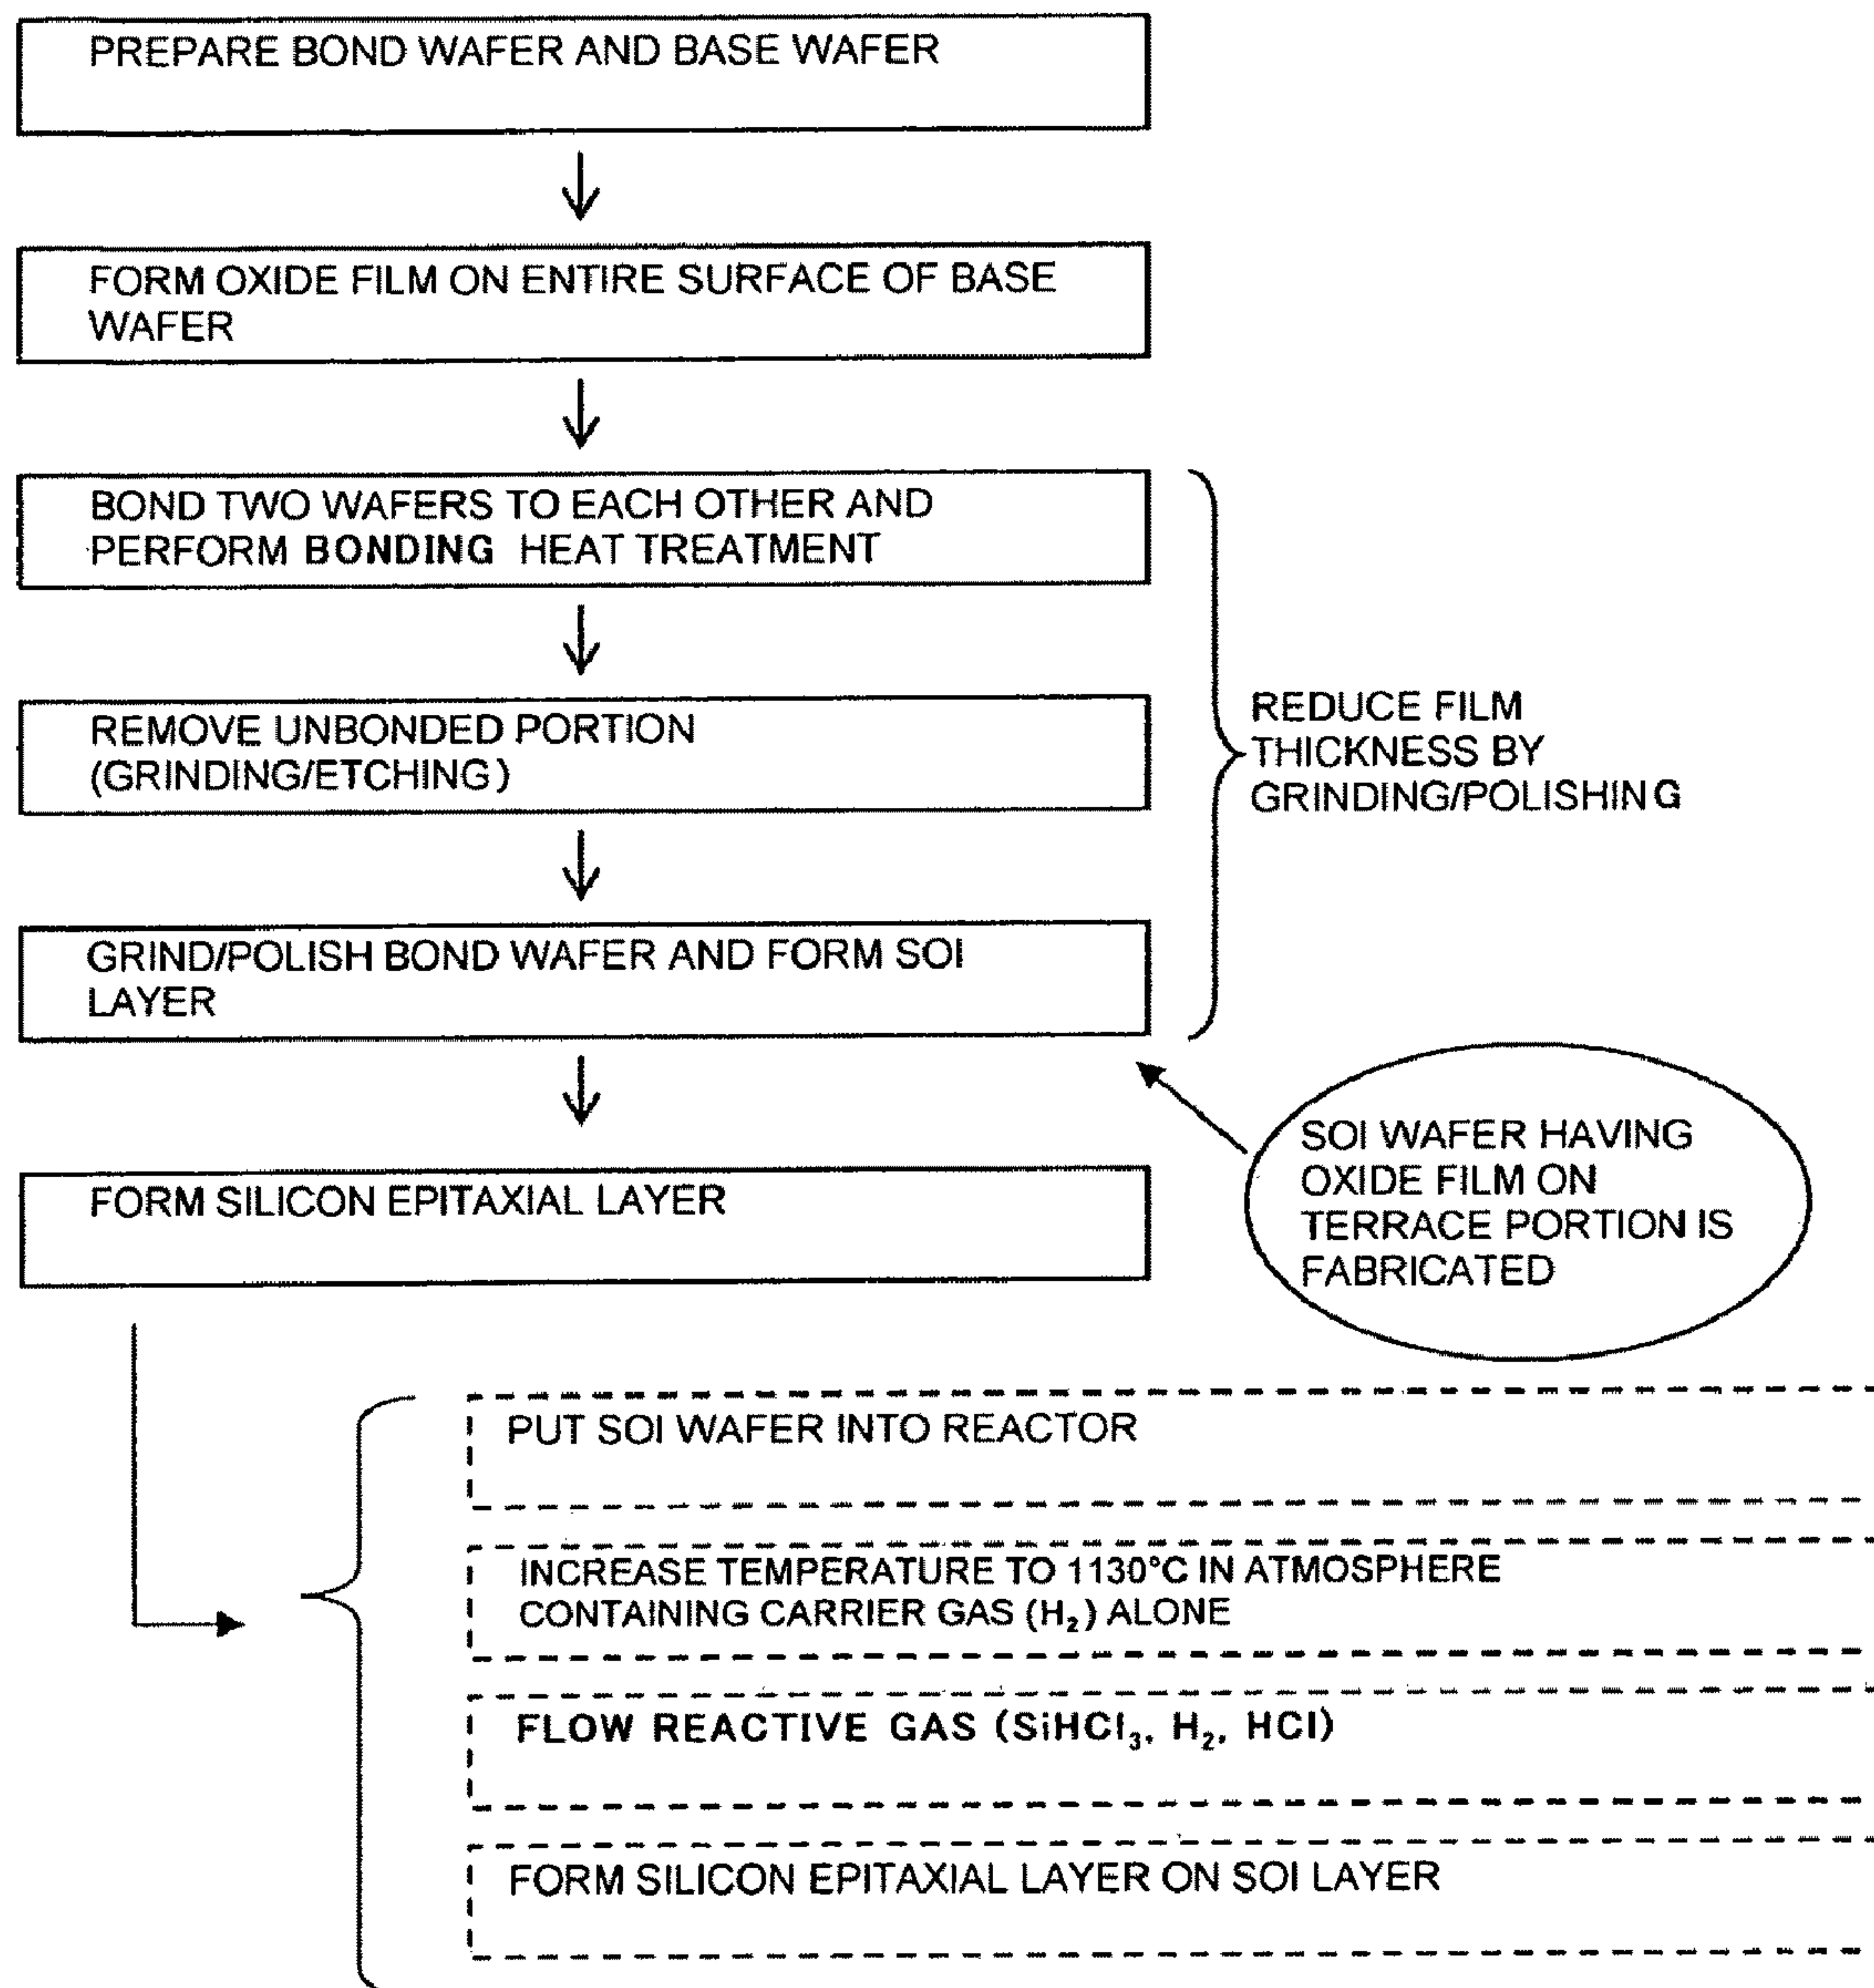 PREPARE BOND WAFER AND BASE WAFER
FORM OXIDE FILM ON ENTIRE SURFACE OF BASE
WAFER
BOND TWO WAFERS TO EACH OTHER AND
PERFORM BONDING HEAT TREATMENT
REMOVE UNBONDED PORTION
(GRINDING/ETCHING)
GRIND/POLISH BOND WAFER AND FORM SOI
LAYER
REDUCE FILM
THICKNESS BY
GRINDING/POLISHING
SOI WAFER HAVING
OXIDE FILM ON
TERRACE PORTION IS
FABRICATED
FORM SILICON EPITAXIAL LAYER
PUT SOI WAFER INTO REACTOR
INCREASE TEMPERATURE TO 1130°C IN ATMOSPHERE
CONTAINING CARRIER GAS (H₂) ALONE
FLOW REACTIVE GAS (SiHCl₃, H₂, HCl)
FORM SILICON EPITAXIAL LAYER ON SOI LAYER